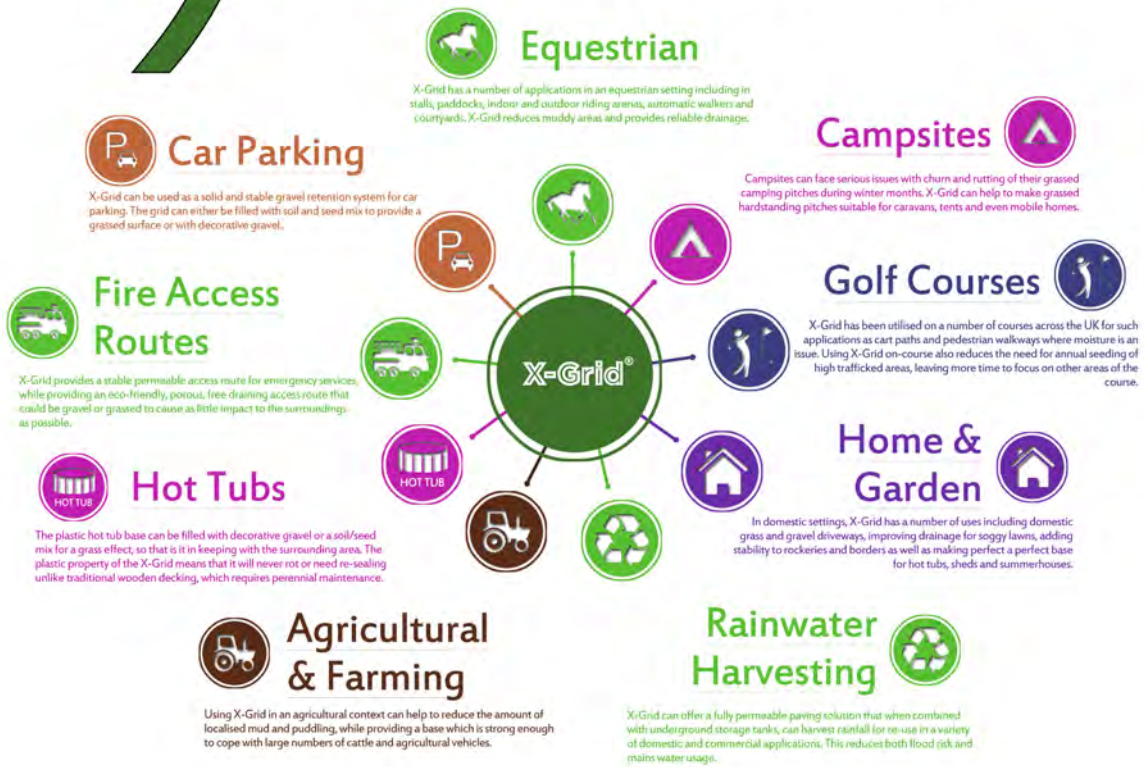 Equestrian
X-Grid has a number of applications in an equestrian setting including in
stalls, paddocks, indoor and outdoor riding arenas, automatic walkers and
courtyards. X-Grid reduces muddy areas and provides reliable drainage.
Car Parking
X-Grid can be used as a solid and stable gravel retention system for car
parking. The grid can either be filled with soil and seed mix to provide a
grassed surface or with decorative gravel.
Campsites
Campsites can face serious issues with churn and rutting of their grassed
camping pitches during winter months. X-Grid can help to make grassed
hardstanding pitches suitable for caravans, tents and even mobile homes.
Fire Access
Routes
X-Grid provides a stable permeable access route for emergency services,
while providing an eco-friendly, porous, free draining access route that
could be gravel or grassed to cause as little impact to the surroundings
as possible.
Golf Courses
X-Grid has been utilised on a number of courses across the UK for such
applications as cart paths and pedestrian walkways where moisture is an
issue. Using X-Grid on-course also reduces the need for annual seeding of
high trafficked areas, leaving more time to focus on other areas of the
course.
P
P
X-Grid®
HOT TUB
HOT TUB
Hot Tubs
The plastic hot tub base can be filled with decorative gravel or a soil/seed
mix for a grass effect, so that is it in keeping with the surrounding area. The
plastic property of the X-Grid means that it will never rot or need re-sealing
unlike traditional wooden decking, which requires perennial maintenance.
Home &
Garden
In domestic settings, X-Grid has a number of uses including domestic
grass and gravel driveways, improving drainage for soggy lawns, adding
stability to rockeries and borders as well as making perfect a perfect base
for hot tubs, sheds and summerhouses.
Agricultural
& Farming
Using X-Grid in an agricultural context can help to reduce the amount of
localised mud and puddling, while providing a base which is strong enough
to cope with large numbers of cattle and agricultural vehicles.
Rainwater
Harvesting
X-Grid can offer a fully permeable paving solution that when combined
with underground storage tanks, can harvest rainfall for re-use in a variety
of domestic and commercial applications. This reduces both flood risk and
mains water usage.